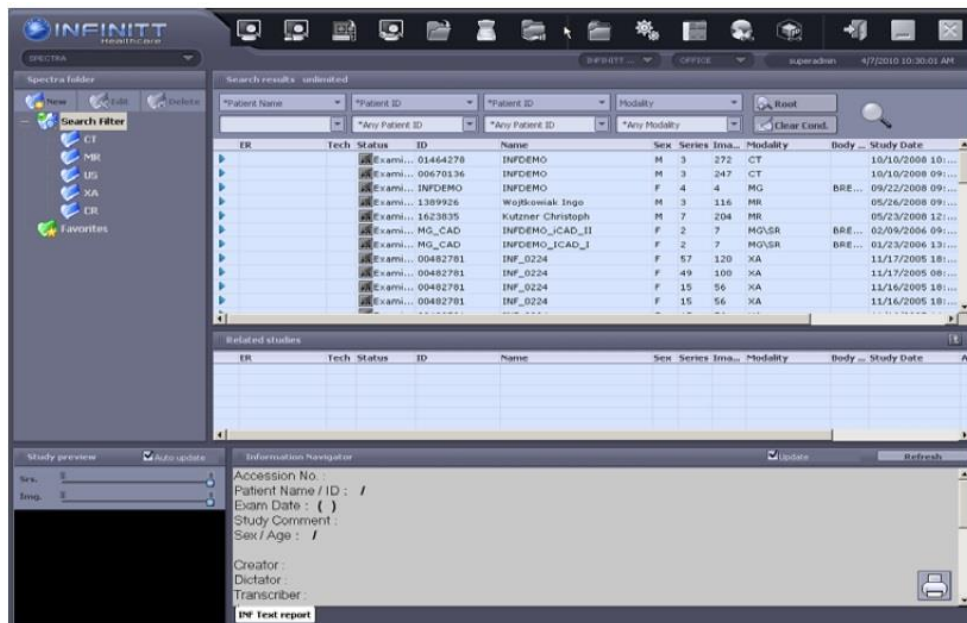 INFINITT
Healthcare
SPECTRA INFINITT ... OFFICE superadmin 4/7/2010 10:30:01 AM
Spectra folder
New Edit Delete
Search Filter
CT
MR
US
XA
CR
Favorites
Search results unlimited
*Patient Name *Patient ID *Patient ID Modality Root
*Any Patient ID *Any Patient ID *Any Modality Clear Cond.
ER Tech Status ID Name Sex Series Ima... Modality Body ... Study Date
Exami... 01464278 INFDEMO M 3 272 CT 10/10/2008 10:...
Exami... 00670136 INFDEMO M 3 247 CT 10/10/2008 09:...
Exami... INFDEMO INFDEMO F 4 4 MG BRE... 09/22/2008 09:...
Exami... 1389926 Wojtkowiak Ingo M 3 116 MR 05/26/2008 09:...
Exami... 1623835 Kutzner Christoph M 7 204 MR 05/23/2008 12:...
Exami... MG_CAD INFDEMO_iCAD_II F 2 7 MG\SR BRE... 02/09/2006 09:...
Exami... MG_CAD INFDEMO_ICAD_I F 2 7 MG\SR BRE... 01/23/2006 13:...
Exami... 00482781 INF_0224 F 57 120 XA 11/17/2005 18:...
Exami... 00482781 INF_0224 F 49 100 XA 11/17/2005 08:...
Exami... 00482781 INF_0224 F 15 56 XA 11/16/2005 18:...
Exami... 00482781 INF_0224 F 15 56 XA 11/16/2005 18:...
Related studies
ER Tech Status ID Name Sex Series Ima... Modality Body ... Study Date A
Study preview Auto update
Srs.
Img.
Information Navigator Update Refresh
Accession No. :
Patient Name / ID : /
Exam Date : ( )
Study Comment :
Sex / Age : /
Creator :
Dictator :
Transcriber :
INF Text report